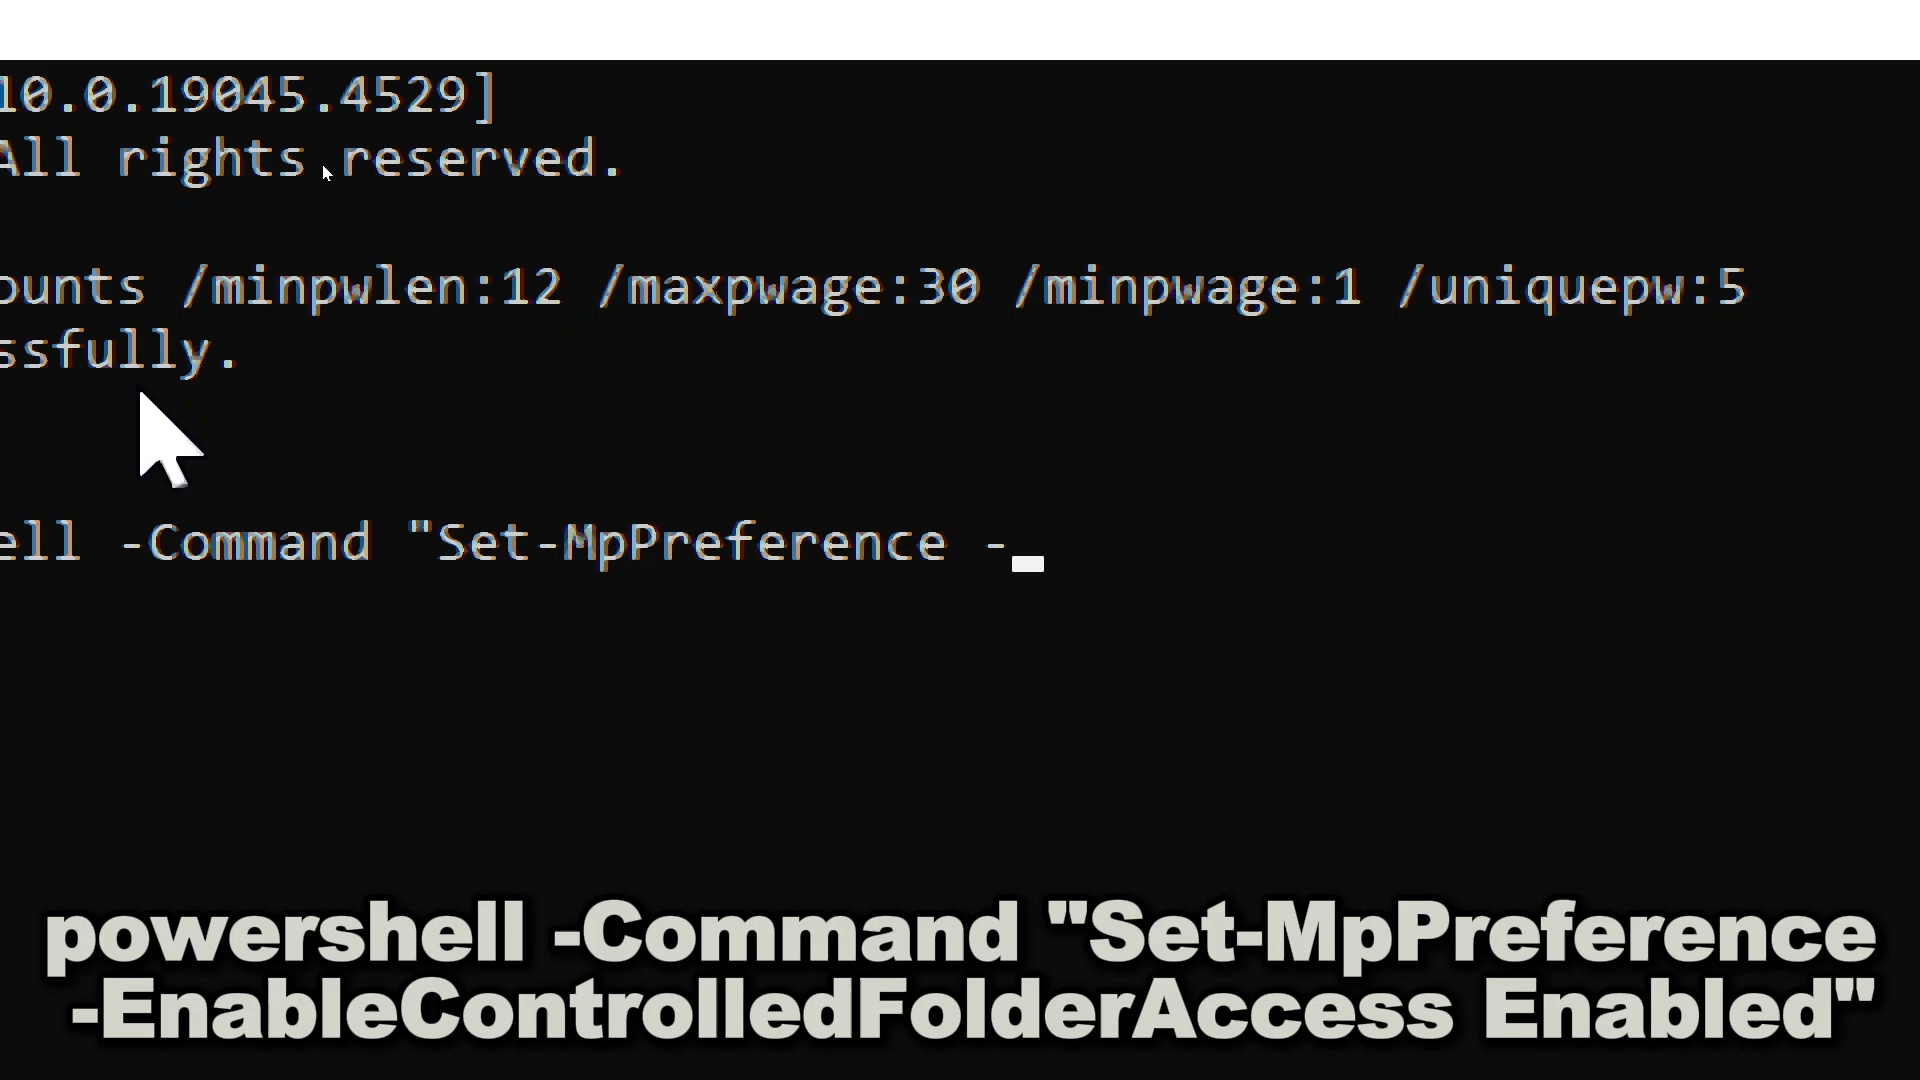 10.0.19045.4529]
All rights reserved.
ounts /minpwlen:12 /maxpwage:30 /minpwage:1 /uniquepw:5
ssfully.
ell -Command "Set-MpPreference -
powershell -Command "Set-MpPreference
-EnableControlledFolderAccess Enabled"